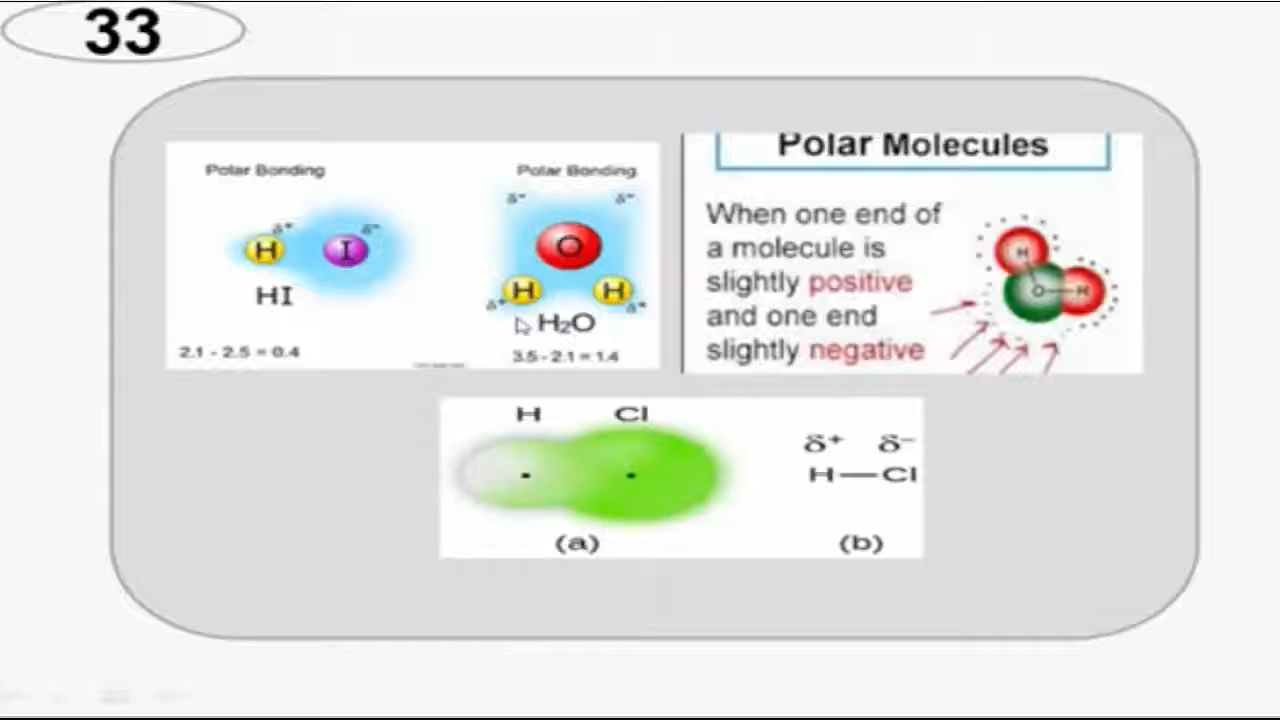 33
Polar Bonding
δ+ δ-
H I
HI
2.1 - 2.5 = 0.4
Polar Bonding
δ- δ-
O
H H
δ+ δ+
H₂O
3.5 - 2.1 = 1.4
Polar Molecules
When one end of
a molecule is
slightly positive
and one end
slightly negative
H
O H
H Cl
(a)
δ+ δ−
H—Cl
(b)